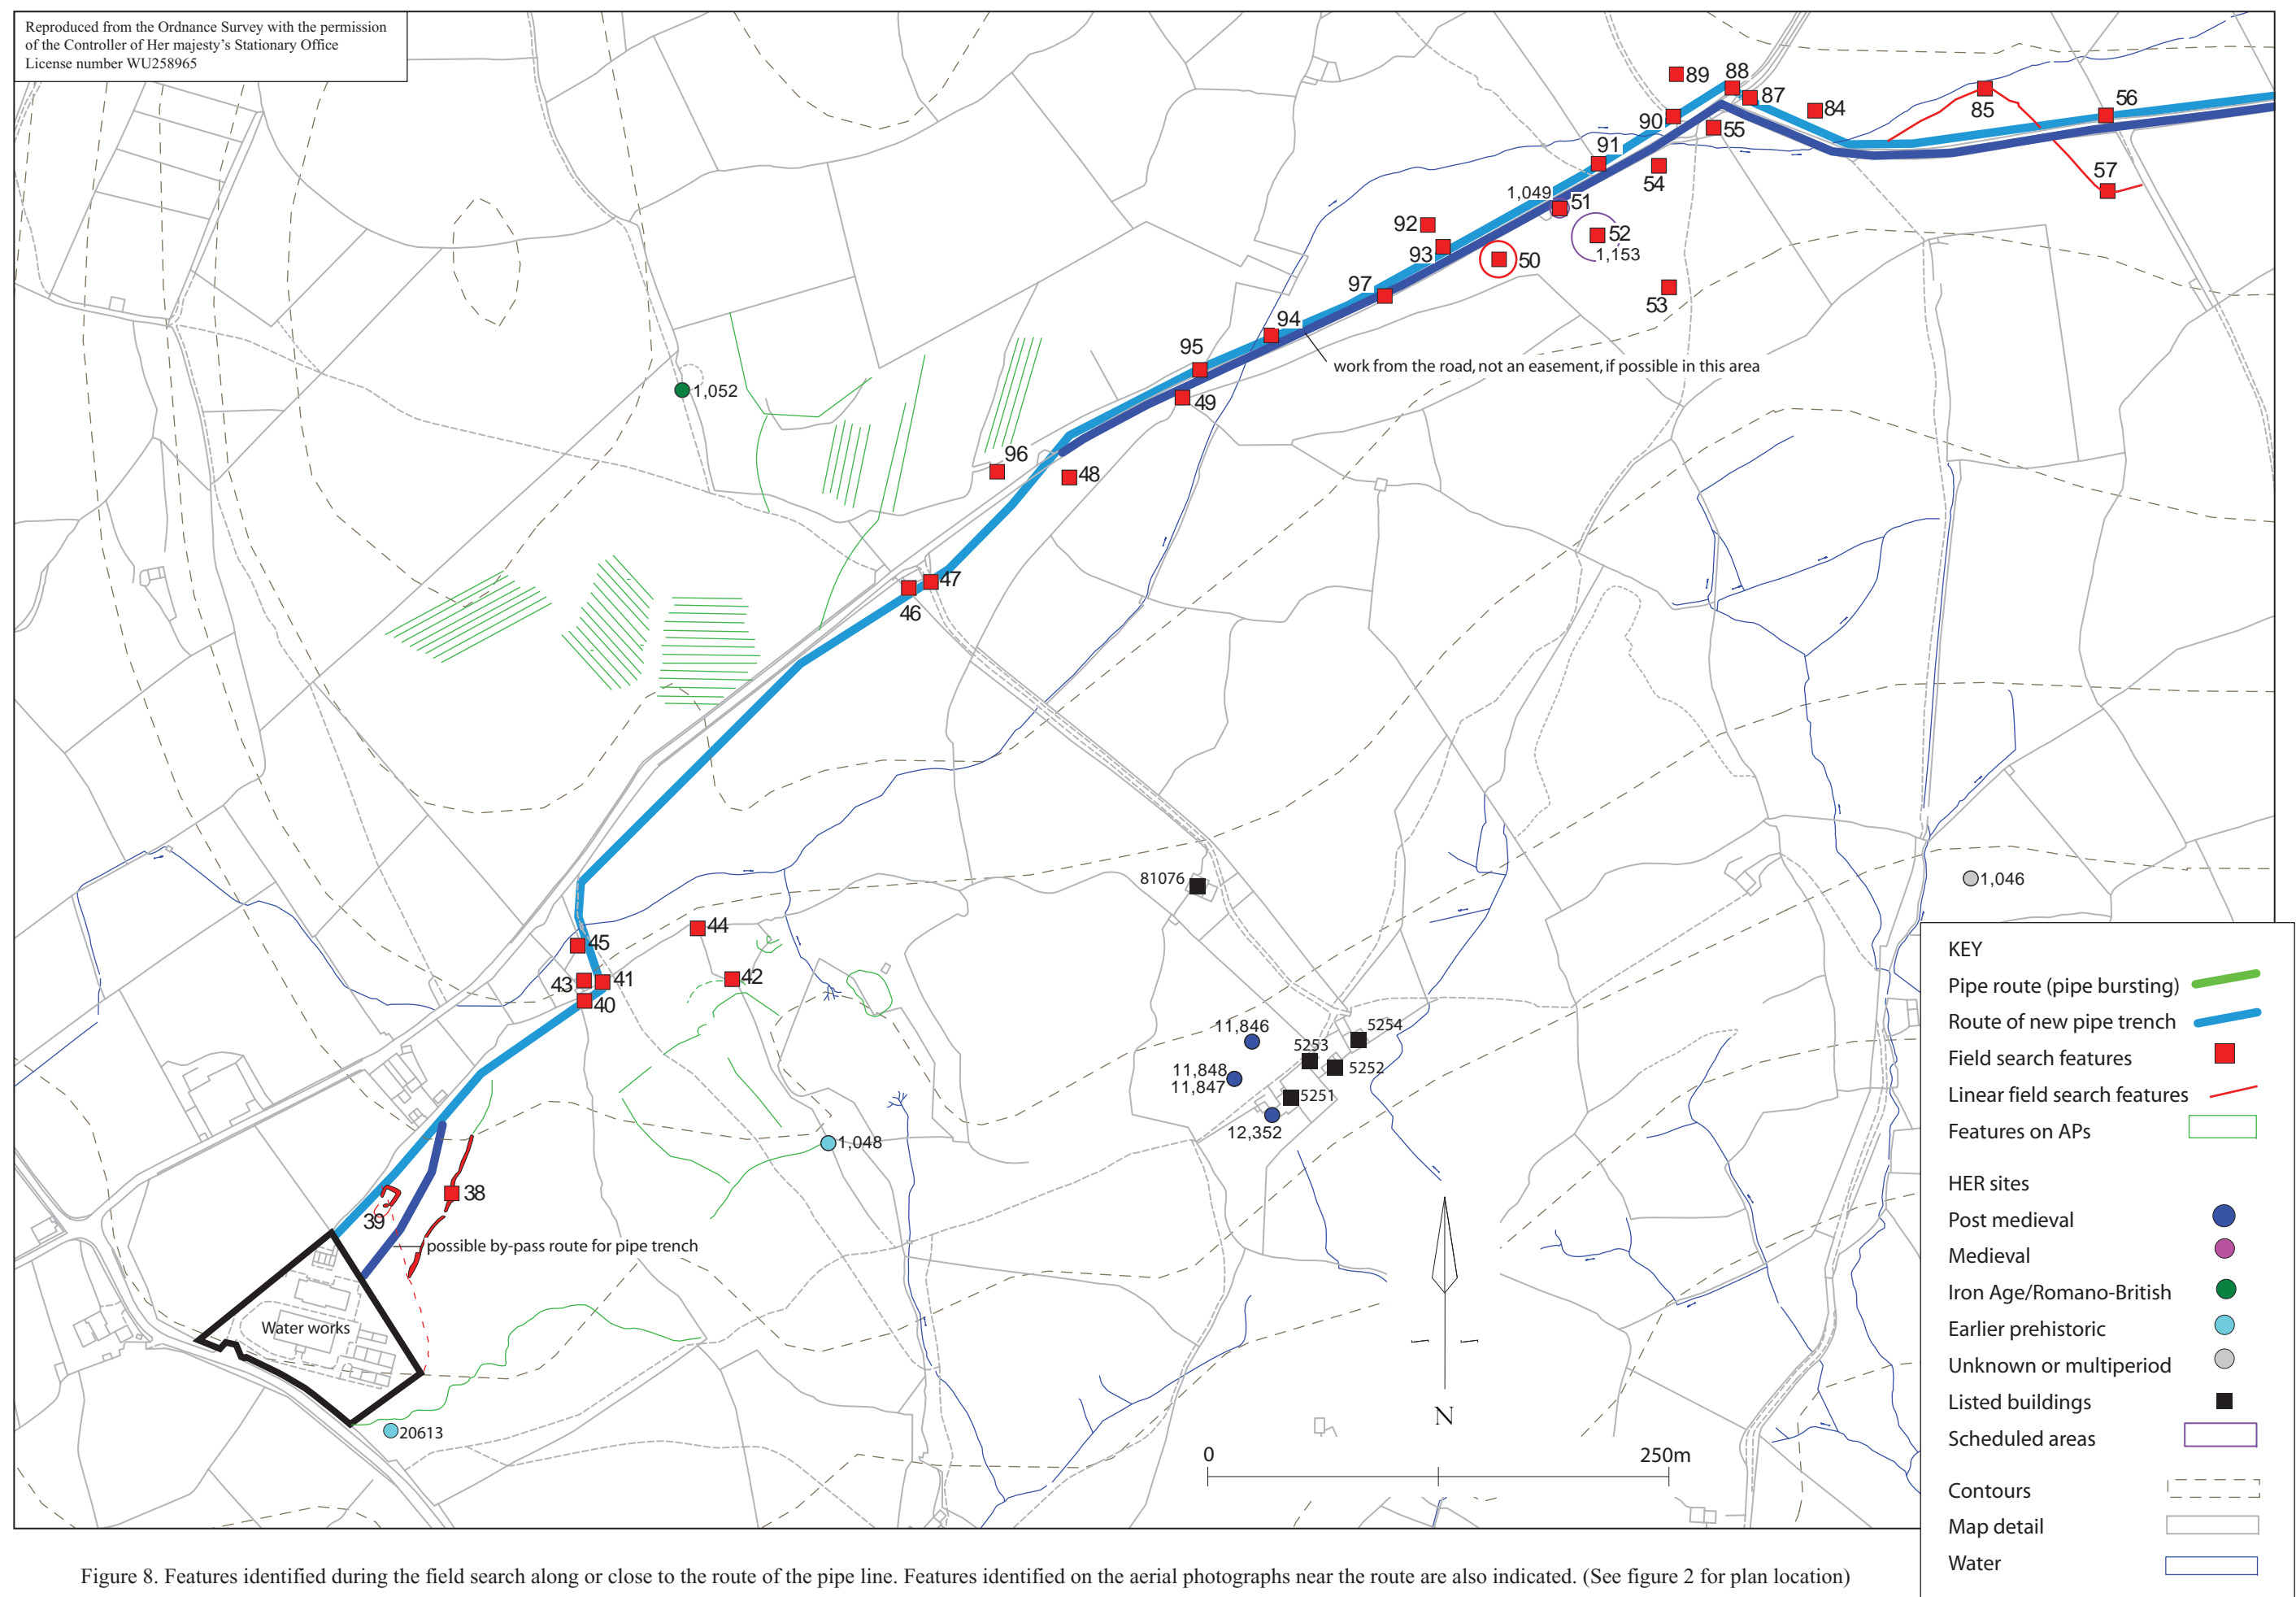 Reproduced from the Ordnance Survey with the permission
of the Controller of Her majesty's Stationary Office
License number WU258965
89
88
87
84
85
56
90
55
91
54
57
1,049
51
92
52
1,153
93
50
53
97
94
95
work from the road, not an easement, if possible in this area
1,052
49
96
48
47
46
81076
1,046
44
45
42
43
41
40
11,846
5254
5253
5252
11,848
11,847
5251
12,352
1,048
38
39
possible by-pass route for pipe trench
Water works
20613
N
0
250m
KEY
Pipe route (pipe bursting)
Route of new pipe trench
Field search features
Linear field search features
Features on APs
HER sites
Post medieval
Medieval
Iron Age/Romano-British
Earlier prehistoric
Unknown or multiperiod
Listed buildings
Scheduled areas
Contours
Map detail
Water
Figure 8. Features identified during the field search along or close to the route of the pipe line. Features identified on the aerial photographs near the route are also indicated. (See figure 2 for plan location)